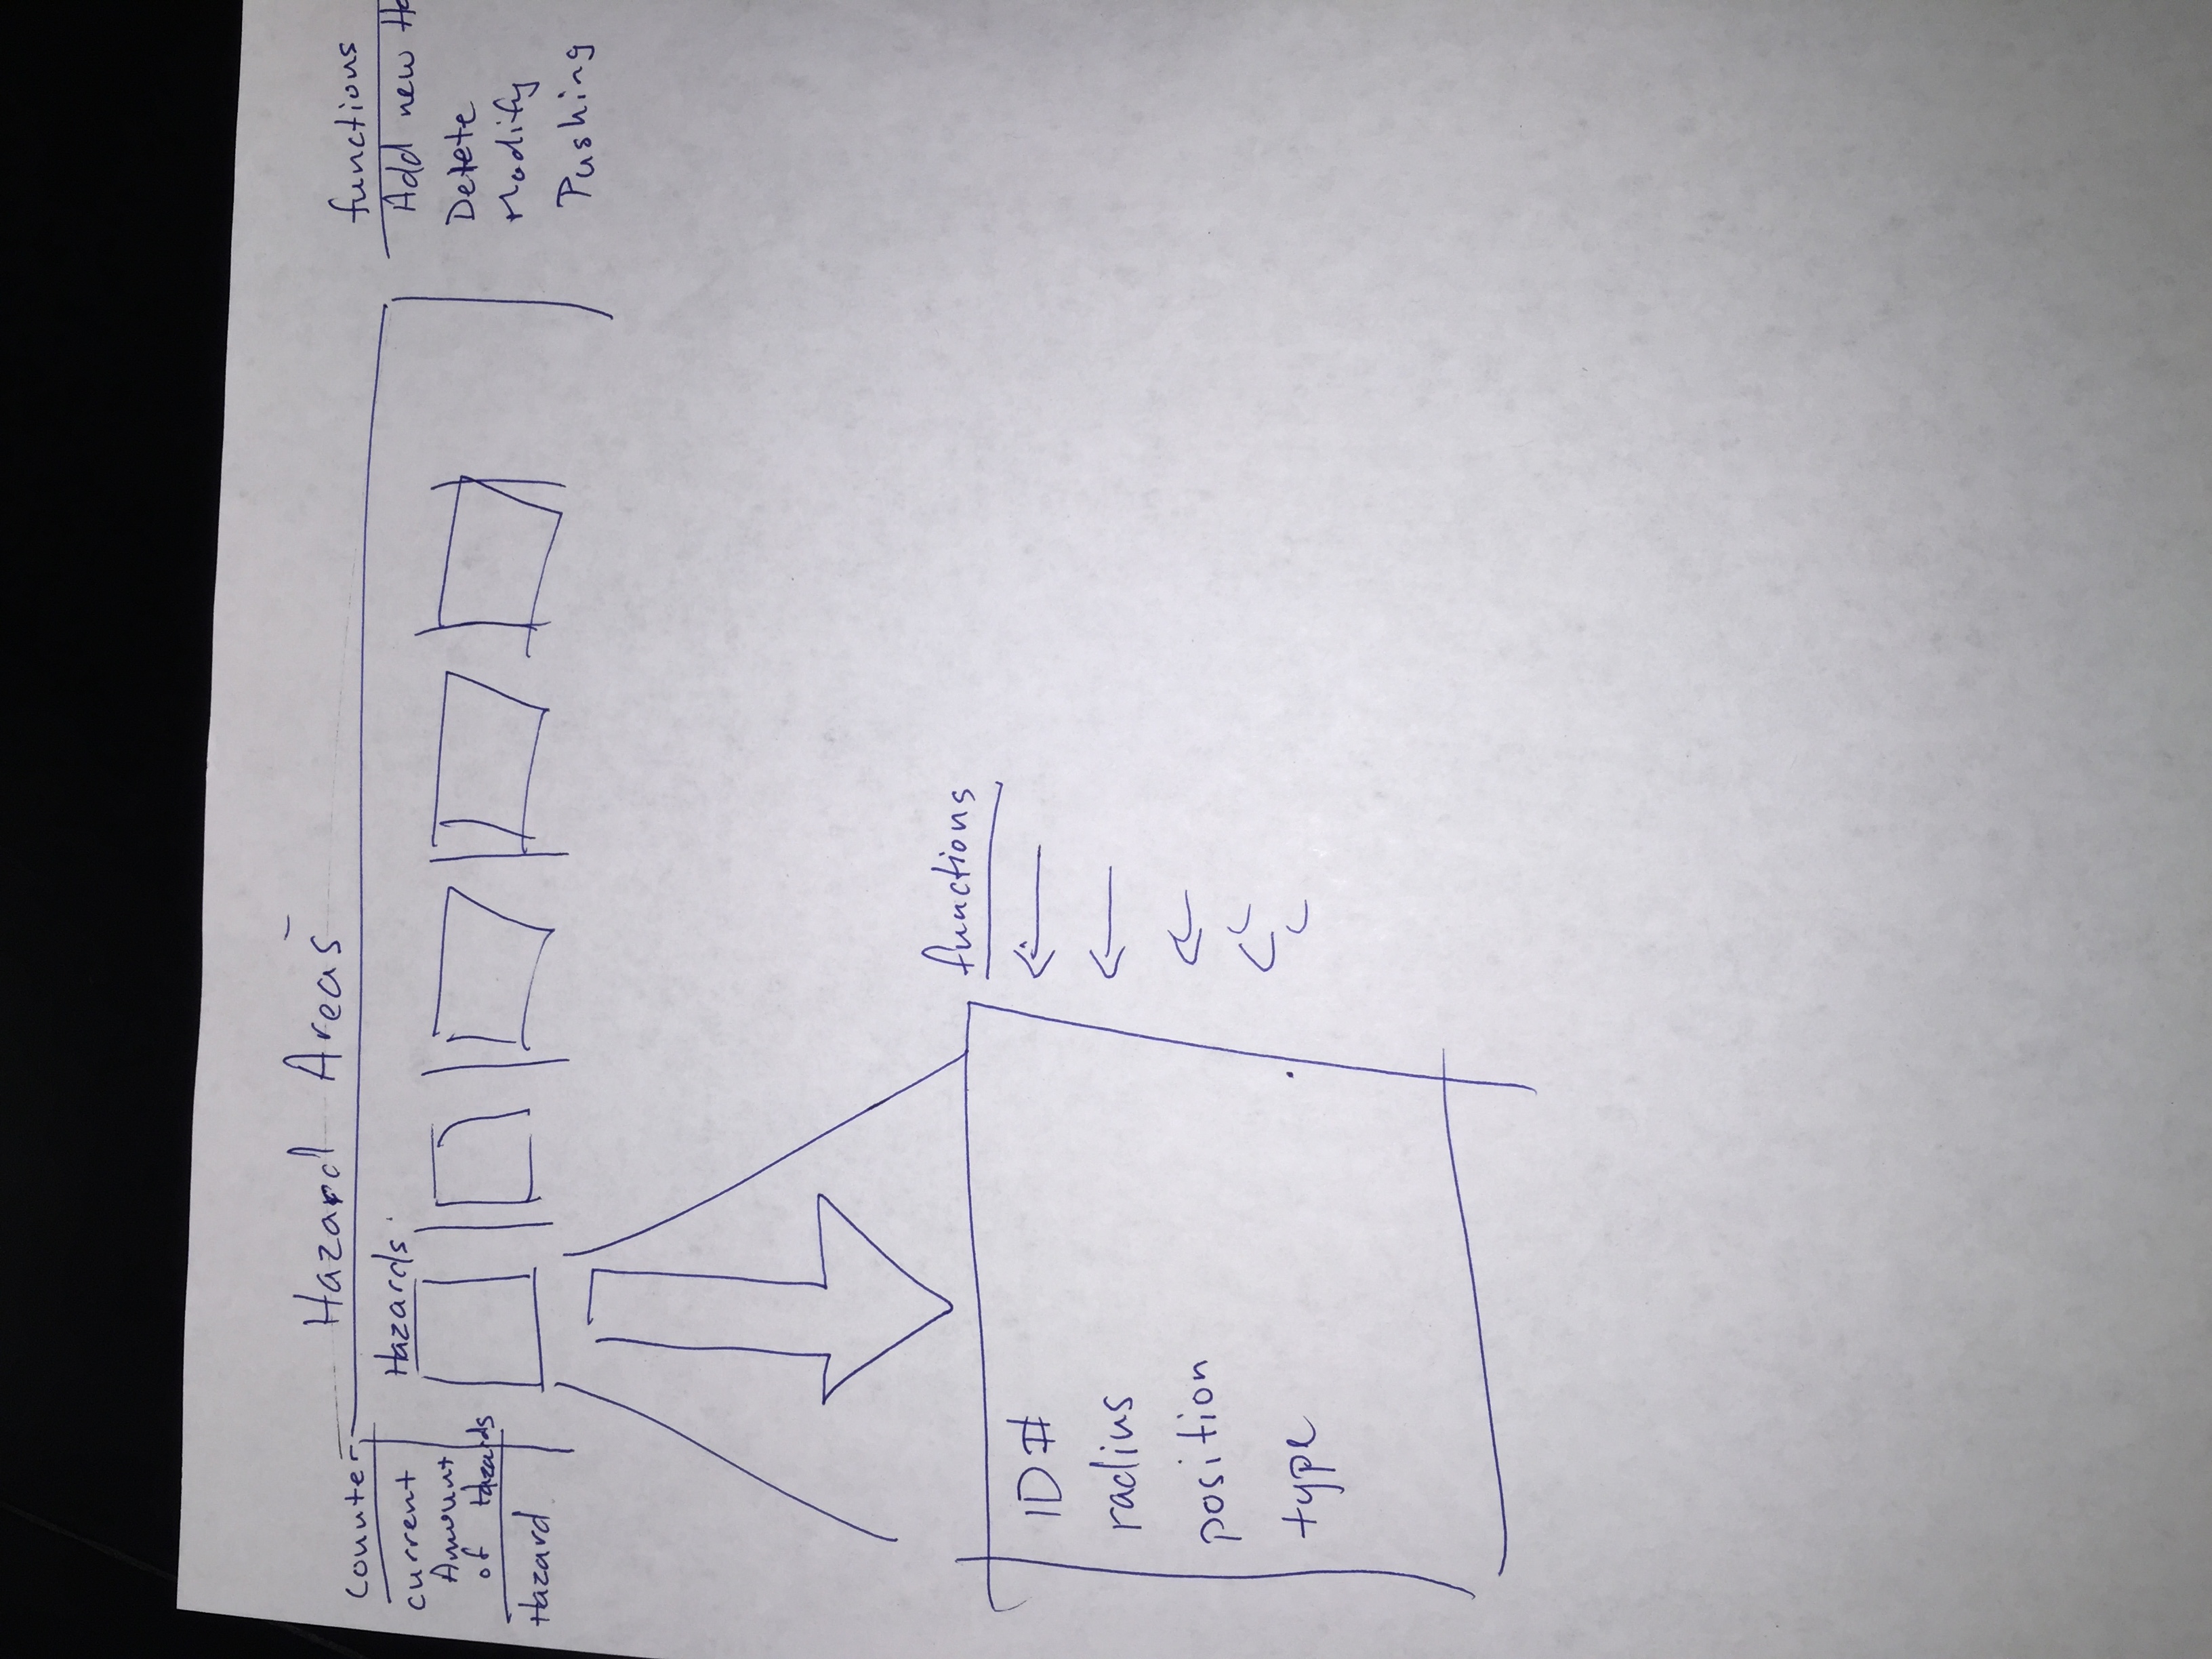 Hazard Areas
Counter
current
Amount
of Hazards
Hazard
Hazards
functions
Add new Ha
Delete
Modify
Pushing
functions
ID #
radius
position
type